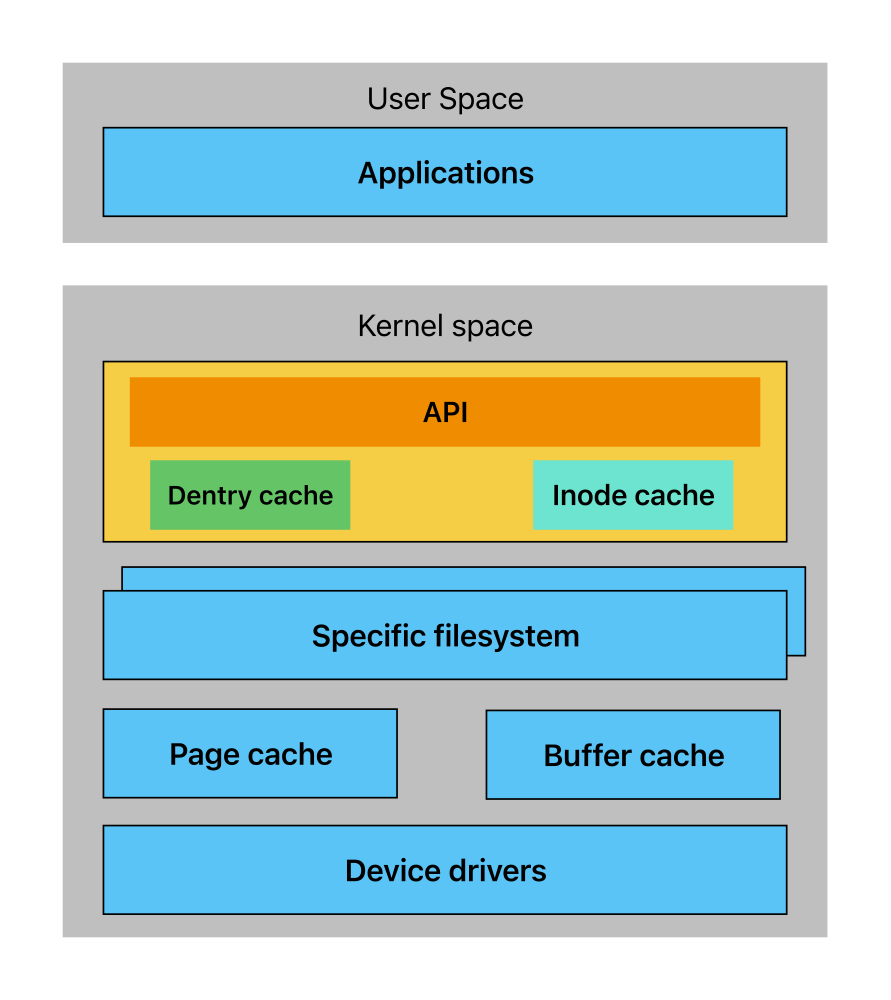 User Space
Applications
Kernel space
API
Dentry cache
Inode cache
Specific filesystem
Page cache
Buffer cache
Device drivers